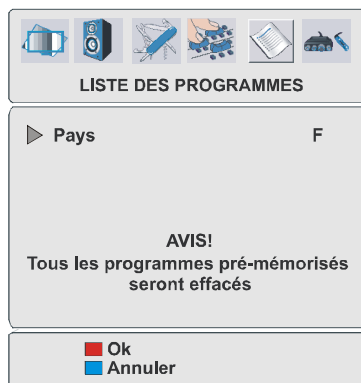 LISTE DES PROGRAMMES
Pays F
AVIS!
Tous les programmes pré-mémorisés
seront effacés
Ok
Annuler